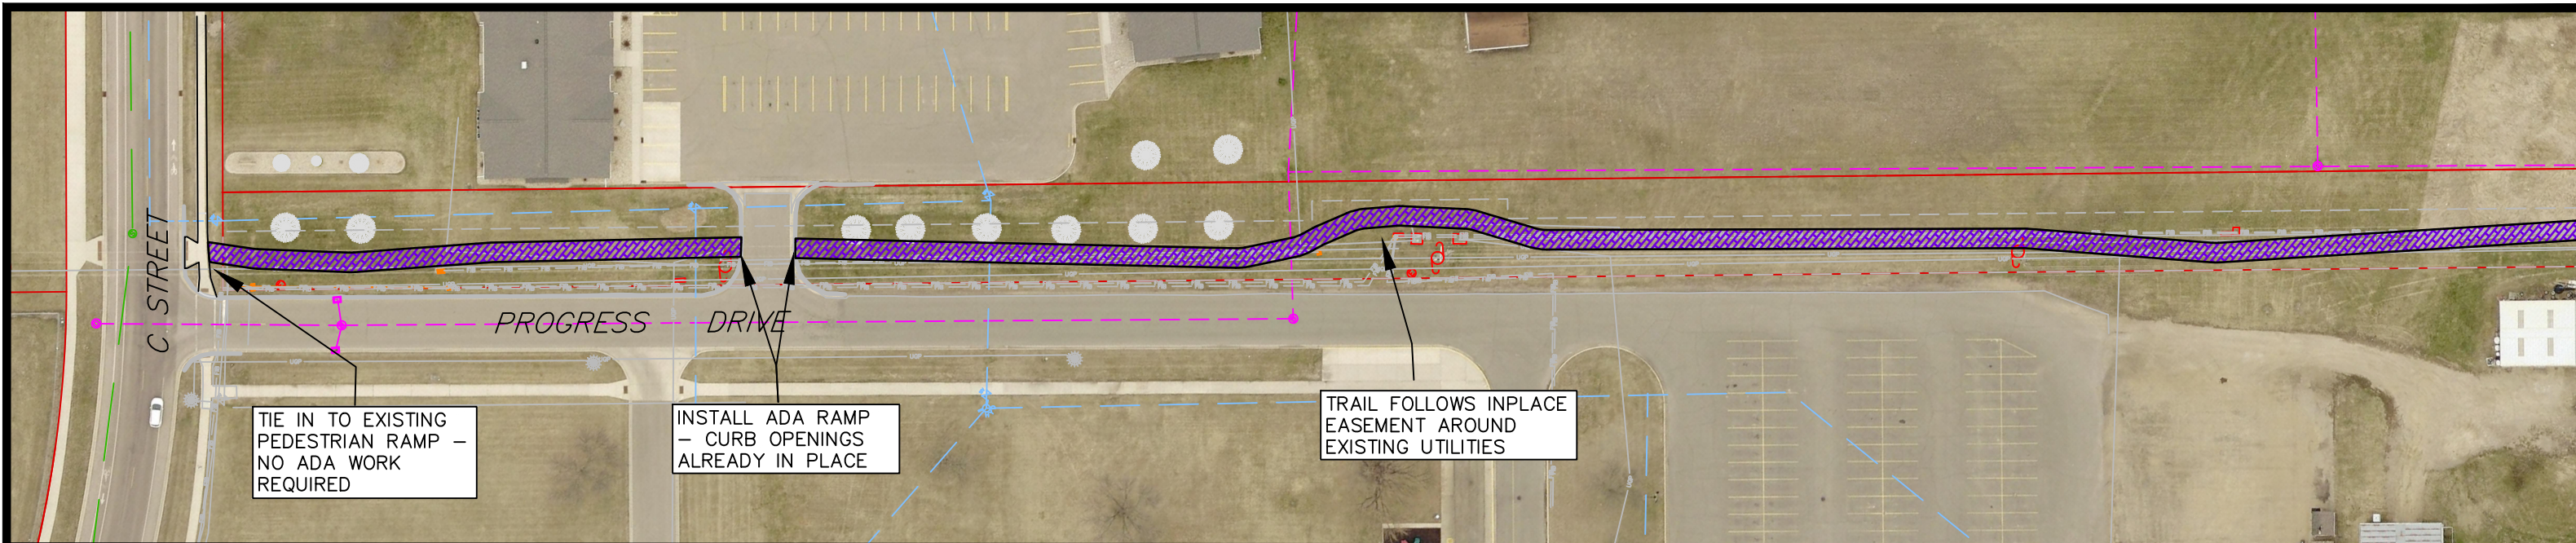 C. STREET
PROGRESS DRIVE
TIE IN TO EXISTING
PEDESTRIAN RAMP –
NO ADA WORK
REQUIRED
INSTALL ADA RAMP
– CURB OPENINGS
ALREADY IN PLACE
TRAIL FOLLOWS INPLACE
EASEMENT AROUND
EXISTING UTILITIES